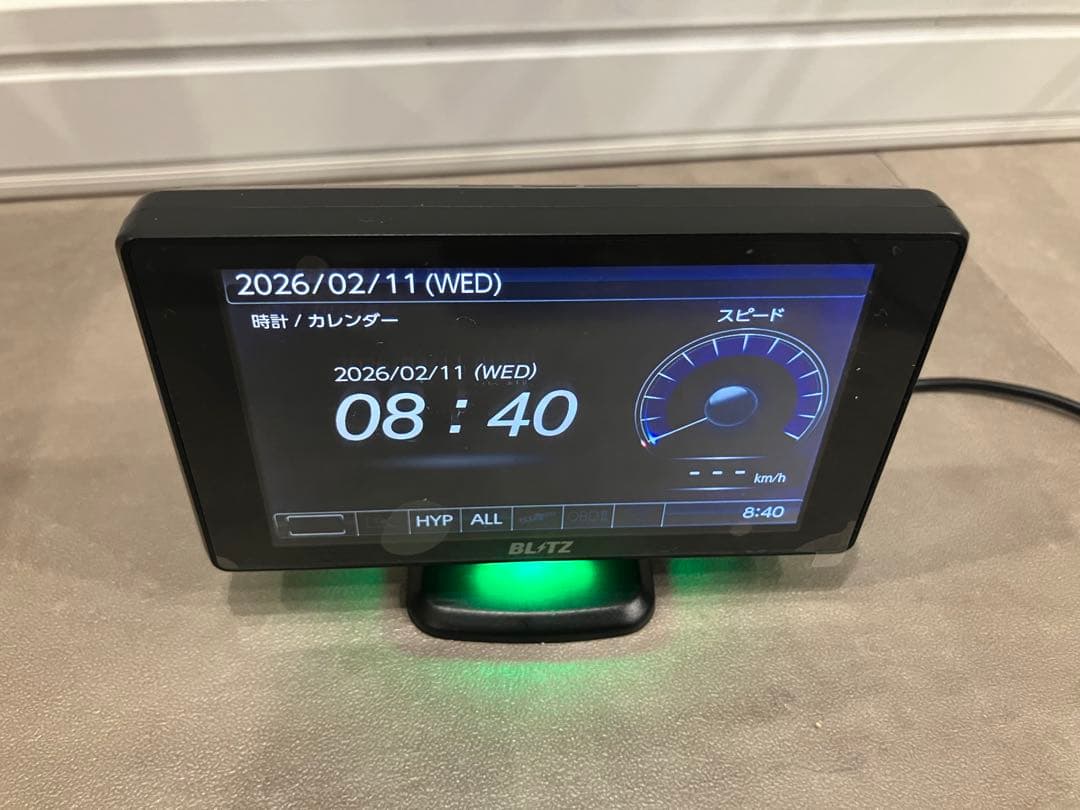 2026/02/11(WED)
時計 / カレンダー
スピード
2026/02/11 (WED)
08:40
--- km/h
HYP ALL OBDII 8:40
BLITZ